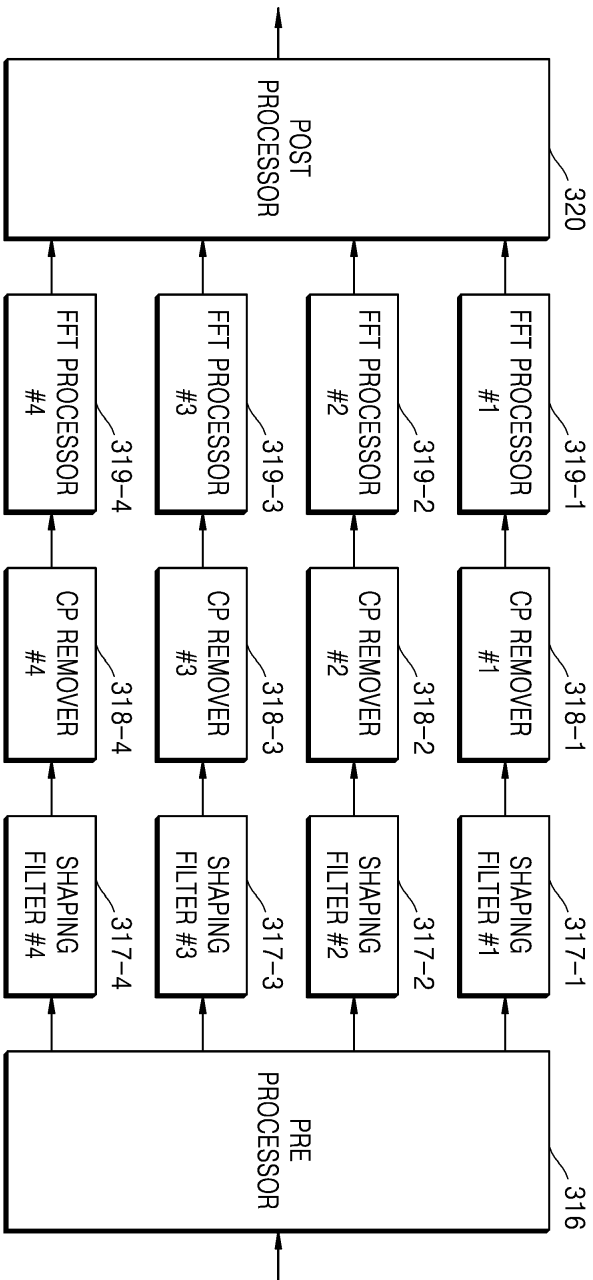 320
POST
PROCESSOR
319-1
FFT PROCESSOR
#1
319-2
FFT PROCESSOR
#2
319-3
FFT PROCESSOR
#3
319-4
FFT PROCESSOR
#4
318-1
CP REMOVER
#1
318-2
CP REMOVER
#2
318-3
CP REMOVER
#3
318-4
CP REMOVER
#4
317-1
SHAPING
FILTER #1
317-2
SHAPING
FILTER #2
317-3
SHAPING
FILTER #3
317-4
SHAPING
FILTER #4
316
PRE
PROCESSOR